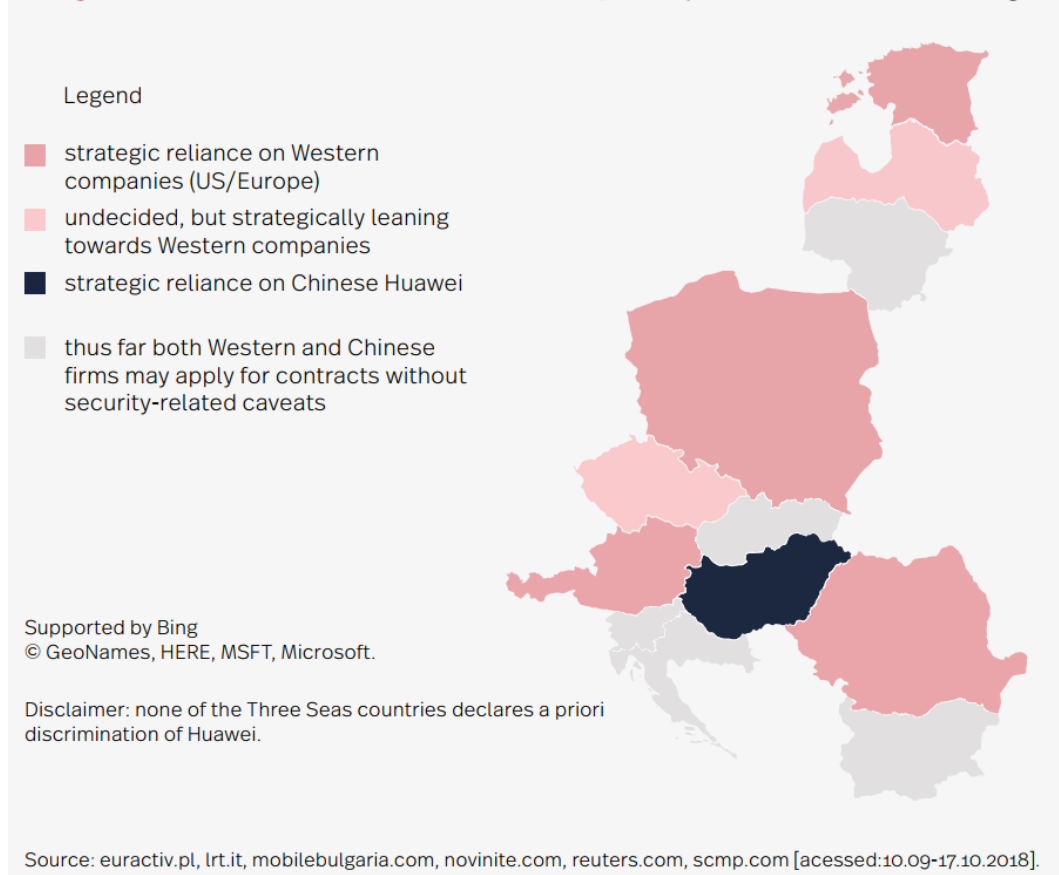 Legend
strategic reliance on Western
companies (US/Europe)
undecided, but strategically leaning
towards Western companies
strategic reliance on Chinese Huawei
thus far both Western and Chinese
firms may apply for contracts without
security-related caveats
Supported by Bing
© GeoNames, HERE, MSFT, Microsoft.
Disclaimer: none of the Three Seas countries declares a priori
discrimination of Huawei.
Source: euractiv.pl, lrt.it, mobilebulgaria.com, novinite.com, reuters.com, scmp.com [acessed:10.09-17.10.2018].